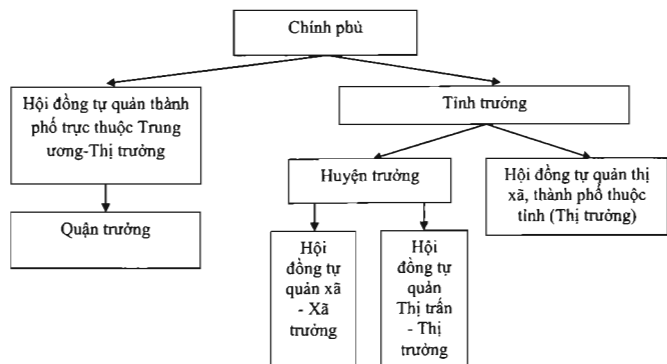 Chính phủ
Hội đồng tự quản thành
phố trực thuộc Trung
ương-Thị trưởng
Tỉnh trưởng
Quận trưởng
Huyện trưởng
Hội đồng tự quản thị
xã, thành phố thuộc
tỉnh (Thị trưởng)
Hội
đồng tự
quản xã
- Xã
trưởng
Hội
đồng tự
quản
Thị trấn
- Thị
trưởng